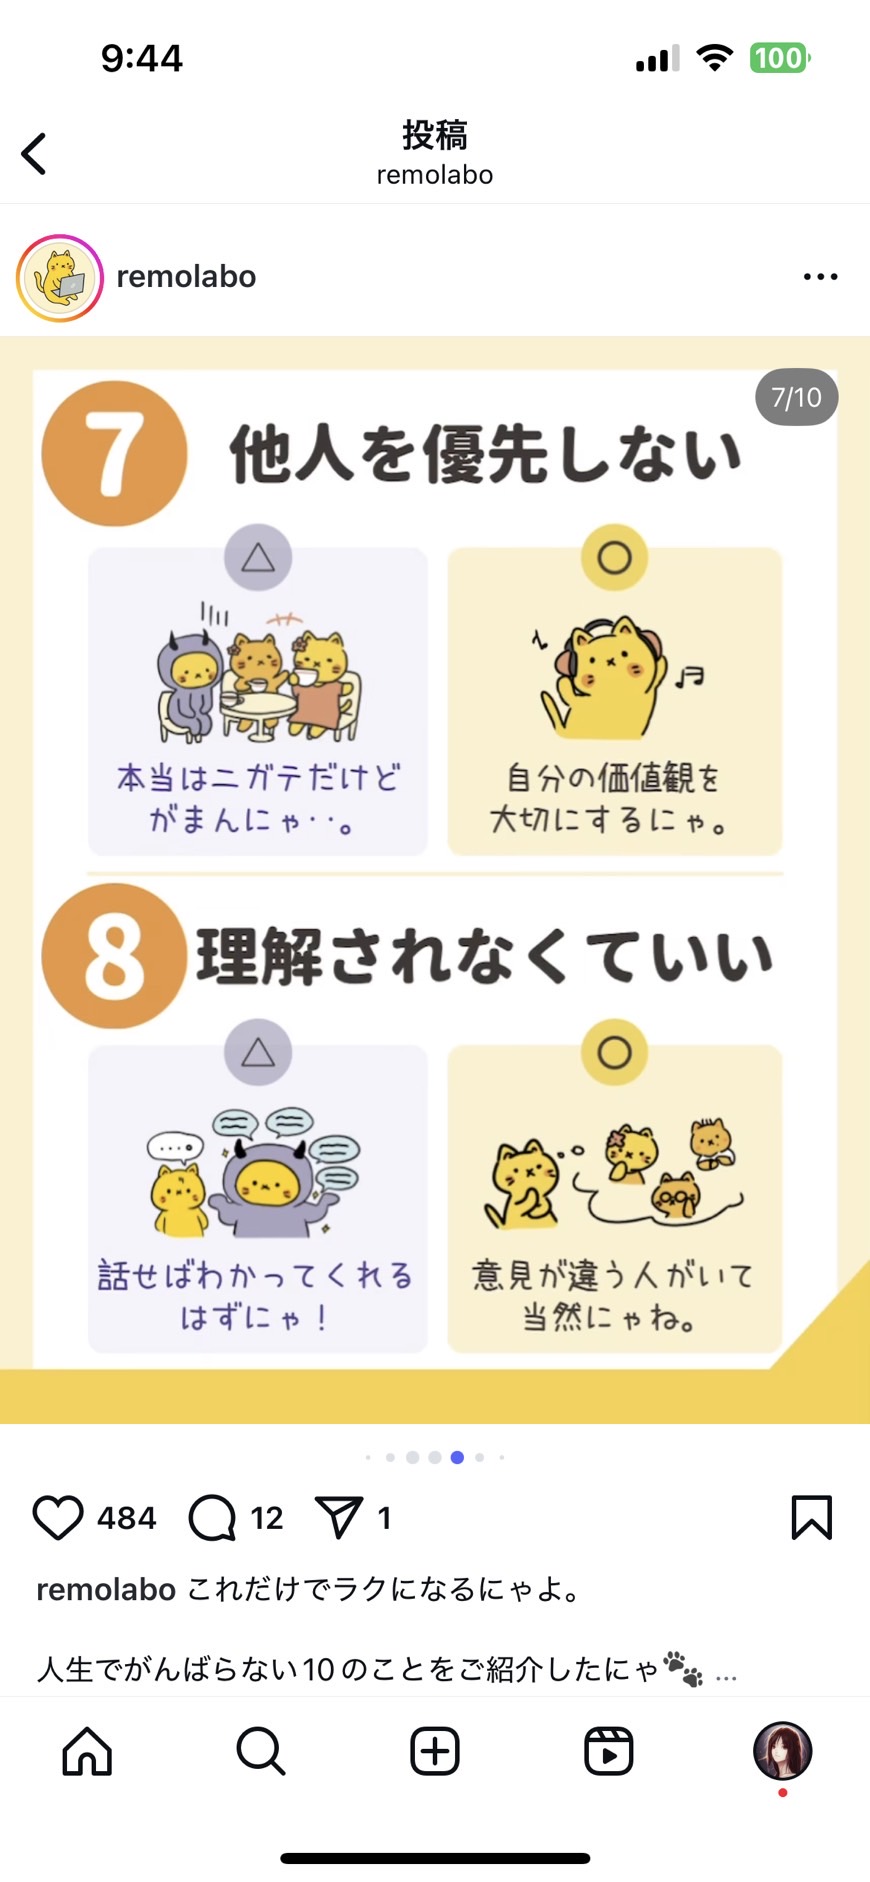 9:44
100
投稿
remolabo
remolabo
7/10
7 他人を優先しない
△ ○
本当はニガテだけど
がまんにゃ・・。
自分の価値観を
大切にするにゃ。
8 理解されなくていい
△ ○
話せばわかってくれる
はずにゃ！
意見が違う人がいて
当然にゃね。
484 12 1
remolabo これだけでラクになるにゃよ。
人生でがんばらない10のことをご紹介したにゃ🐾 ...